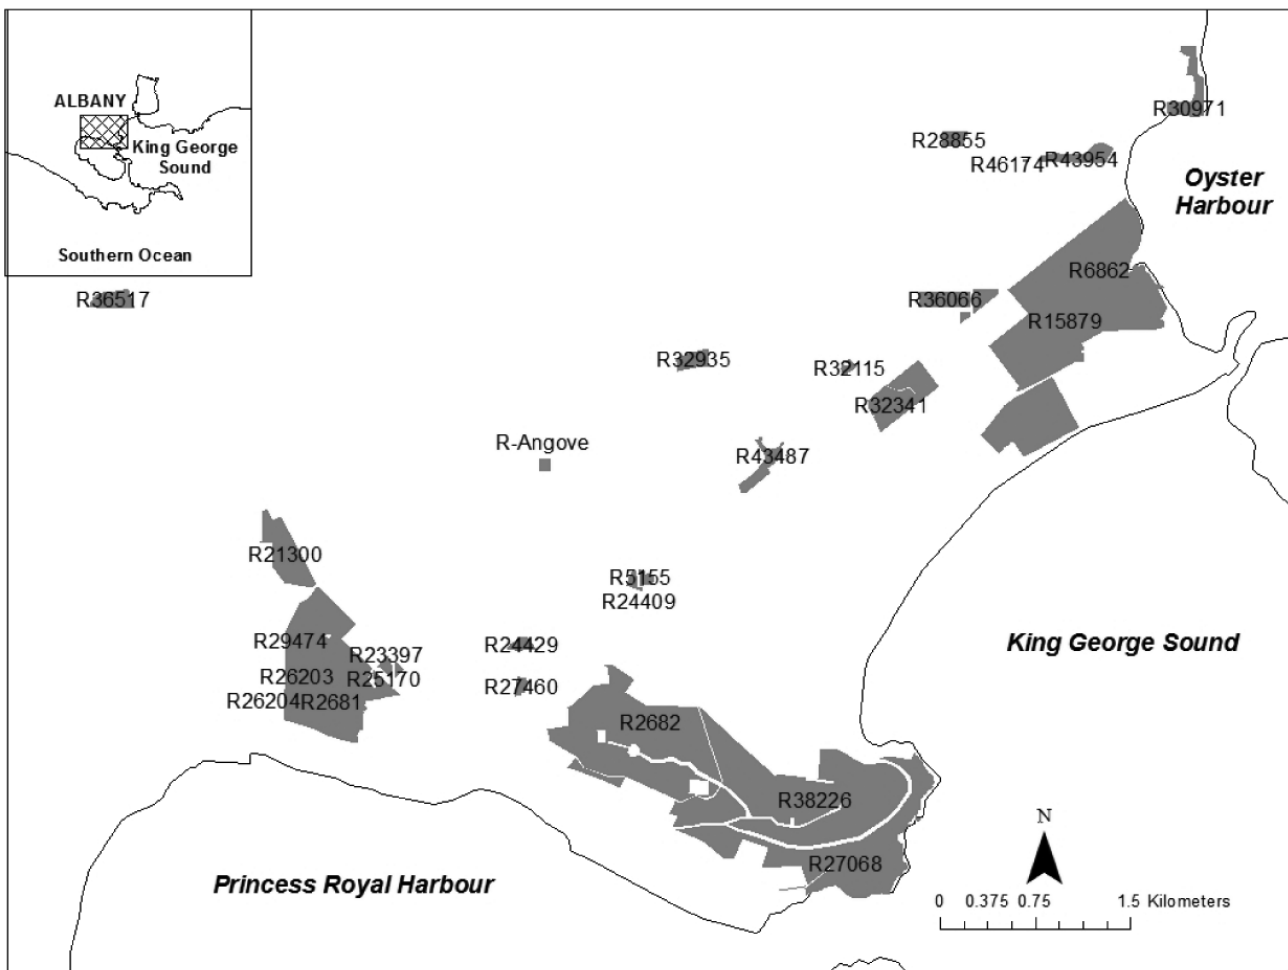 ALBANY
King George
Sound
Southern Ocean
R30971
R28855
R46174
R43954
Oyster
Harbour
R6862
R36517
R36066
R15879
R32935
R32115
R32341
R-Angove
R43487
R21300
R5155
R24409
R29474
R23397
R24429
King George Sound
R26203
R25170
R27460
R26204
R2681
R2682
R38226
R27068
Princess Royal Harbour
N
0 0.375 0.75 1.5 Kilometers